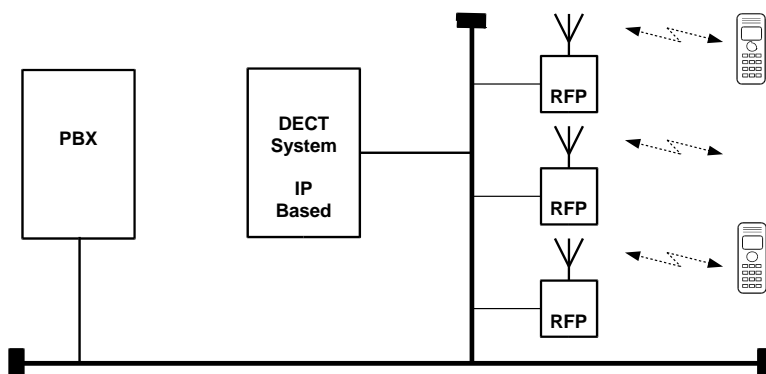 PBX
DECT
System
IP
Based
RFP
RFP
RFP